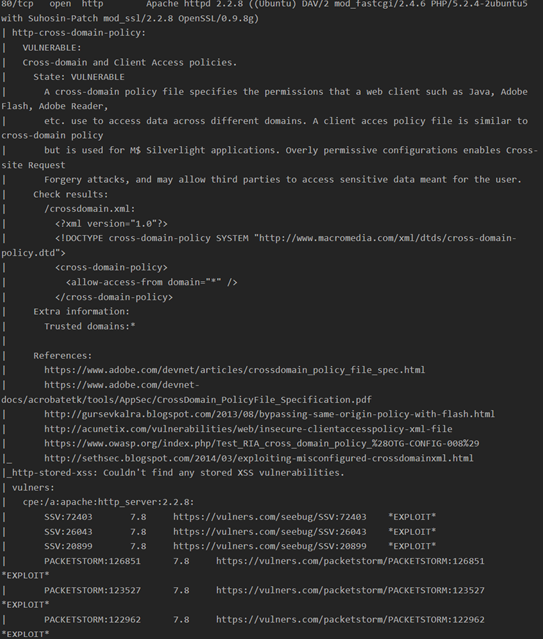 80/tcp open http Apache httpd 2.2.8 ((Ubuntu) DAV/2 mod_fastcgi/2.4.6 PHP/5.2.4-2ubuntu5
with Suhosin-Patch mod_ssl/2.2.8 OpenSSL/0.9.8g)
| http-cross-domain-policy:
| VULNERABLE:
| Cross-domain and Client Access policies.
| State: VULNERABLE
| A cross-domain policy file specifies the permissions that a web client such as Java, Adobe
Flash, Adobe Reader,
| etc. use to access data across different domains. A client acces policy file is similar to
cross-domain policy
| but is used for M$ Silverlight applications. Overly permissive configurations enables Cross-
site Request
| Forgery attacks, and may allow third parties to access sensitive data meant for the user.
| Check results:
| /crossdomain.xml:
| <?xml version="1.0"?>
| <!DOCTYPE cross-domain-policy SYSTEM "http://www.macromedia.com/xml/dtds/cross-domain-
policy.dtd">
| <cross-domain-policy>
| <allow-access-from domain="*" />
| </cross-domain-policy>
| Extra information:
| Trusted domains:*
|
| References:
| https://www.adobe.com/devnet/articles/crossdomain_policy_file_spec.html
| https://www.adobe.com/devnet-
docs/acrobatetk/tools/AppSec/CrossDomain_PolicyFile_Specification.pdf
| http://gursevkalra.blogspot.com/2013/08/bypassing-same-origin-policy-with-flash.html
| http://acunetix.com/vulnerabilities/web/insecure-clientaccesspolicy-xml-file
| https://www.owasp.org/index.php/Test_RIA_cross_domain_policy_%28OTG-CONFIG-008%29
|_ http://sethsec.blogspot.com/2014/03/exploiting-misconfigured-crossdomainxml.html
|_http-stored-xss: Couldn't find any stored XSS vulnerabilities.
| vulners:
| cpe:/a:apache:http_server:2.2.8:
| SSV:72403 7.8 https://vulners.com/seebug/SSV:72403 *EXPLOIT*
| SSV:26043 7.8 https://vulners.com/seebug/SSV:26043 *EXPLOIT*
| SSV:20899 7.8 https://vulners.com/seebug/SSV:20899 *EXPLOIT*
| PACKETSTORM:126851 7.8 https://vulners.com/packetstorm/PACKETSTORM:126851
*EXPLOIT*
| PACKETSTORM:123527 7.8 https://vulners.com/packetstorm/PACKETSTORM:123527
*EXPLOIT*
| PACKETSTORM:122962 7.8 https://vulners.com/packetstorm/PACKETSTORM:122962
*EXPLOIT*